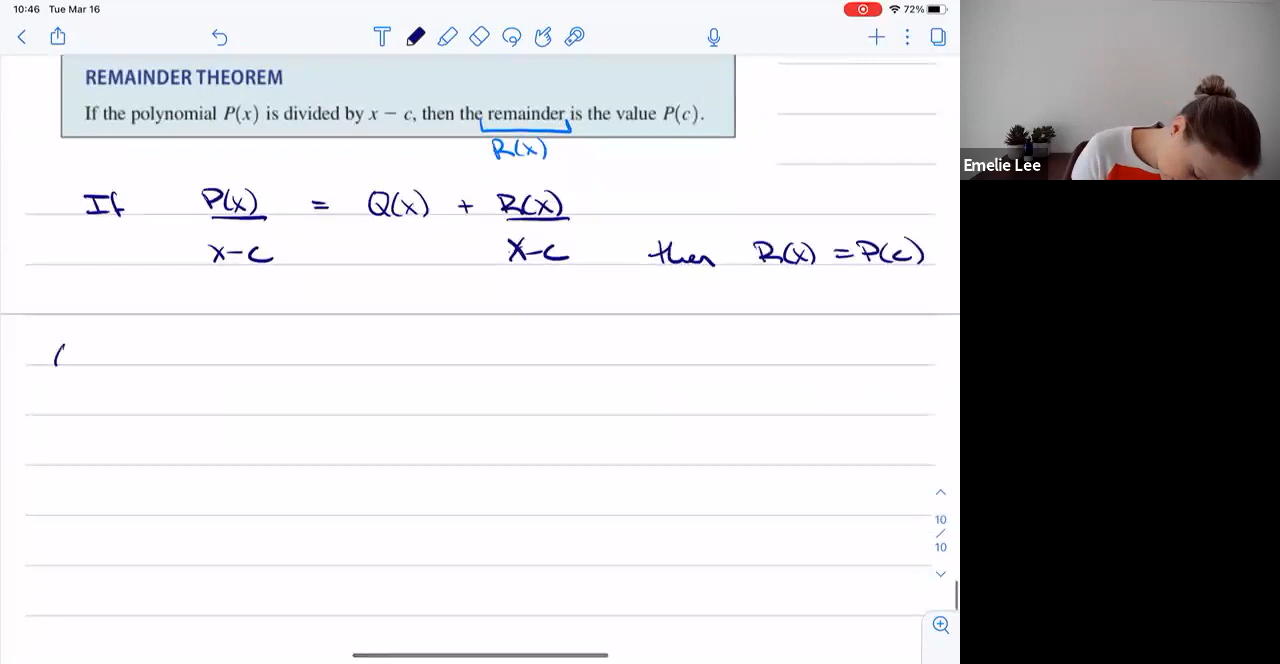 10:46 Tue Mar 16
72%
REMAINDER THEOREM
If the polynomial P(x) is divided by x − c, then the remainder is the value P(c).
R(x)
If P(x) = Q(x) + R(x)
x-c x-c then R(x) = P(c)
(
10
/
10
Emelie Lee